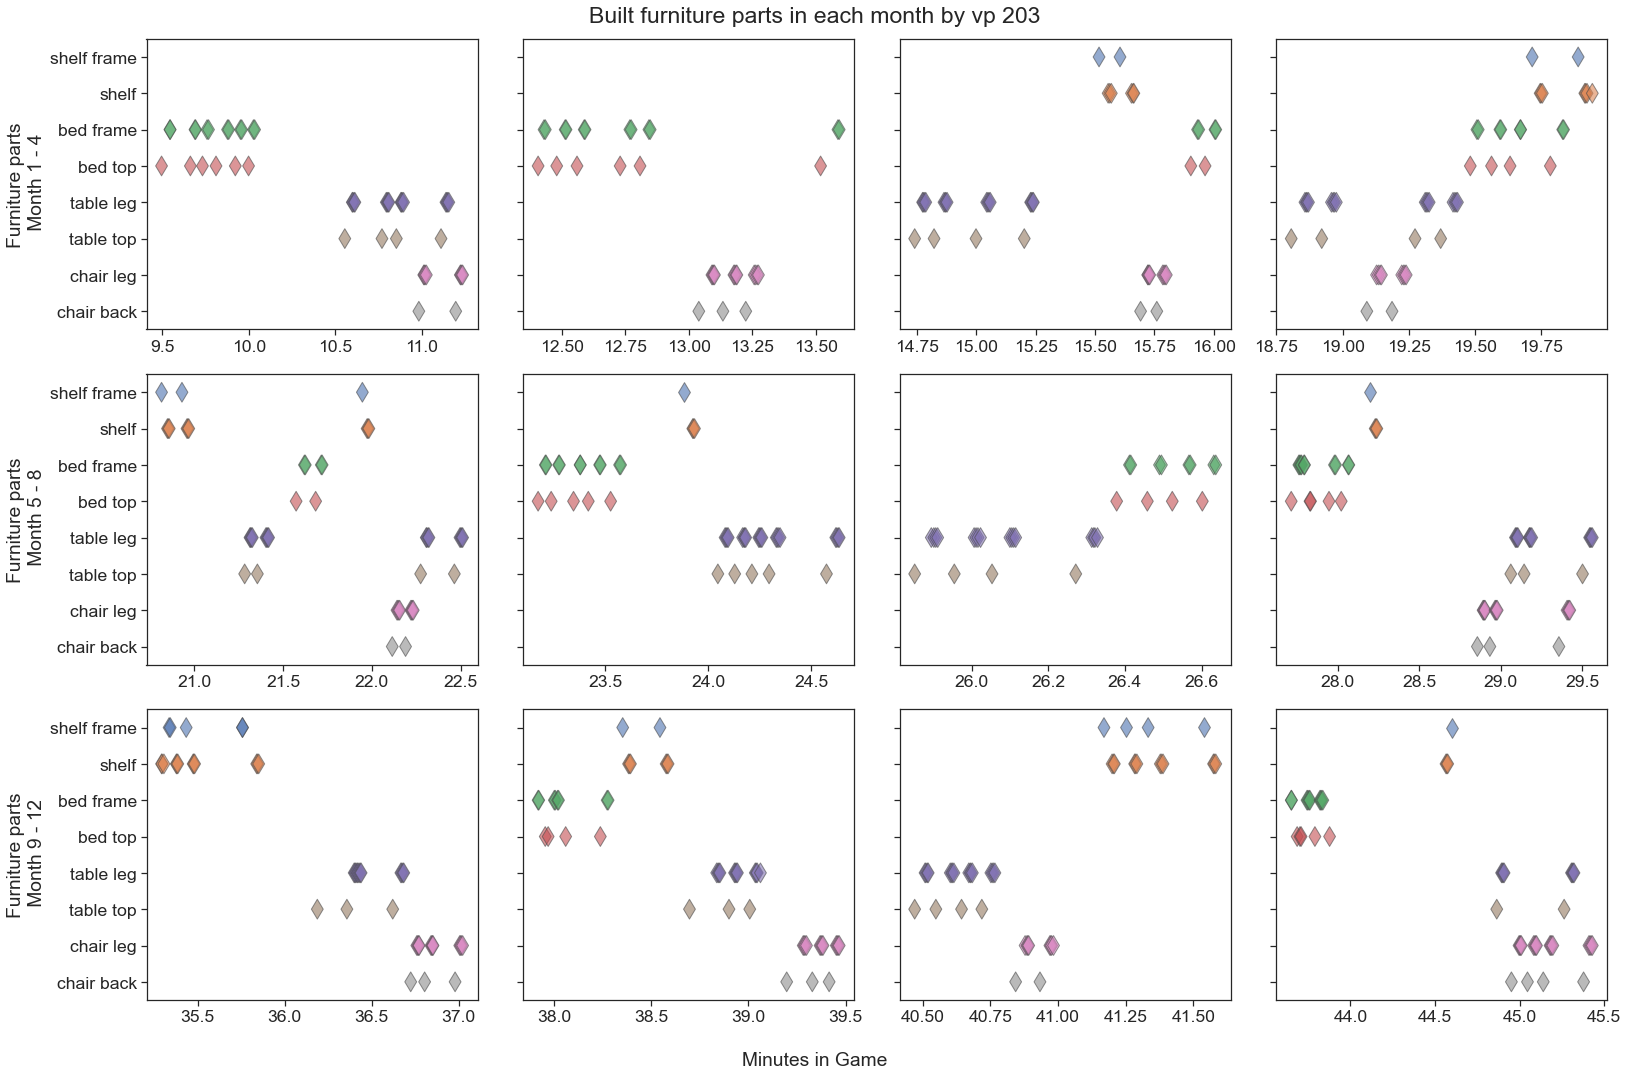 Built furniture parts in each month by vp 203
Furniture parts
Month 1 - 4
shelf frame
shelf
bed frame
bed top
table leg
table top
chair leg
chair back
9.5 10.0 10.5 11.0
12.50 12.75 13.00 13.25 13.50
14.75 15.00 15.25 15.50 15.75 16.00
18.75 19.00 19.25 19.50 19.75
Furniture parts
Month 5 - 8
shelf frame
shelf
bed frame
bed top
table leg
table top
chair leg
chair back
21.0 21.5 22.0 22.5
23.5 24.0 24.5
26.0 26.2 26.4 26.6
28.0 28.5 29.0 29.5
Furniture parts
Month 9 - 12
shelf frame
shelf
bed frame
bed top
table leg
table top
chair leg
chair back
35.5 36.0 36.5 37.0
38.0 38.5 39.0 39.5
40.50 40.75 41.00 41.25 41.50
44.0 44.5 45.0 45.5
Minutes in Game